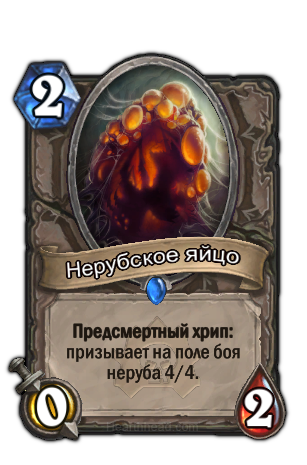 2
Нерубское яйцо
Предсмертный хрип:
призывает на поле боя
неруба 4/4.
0
2